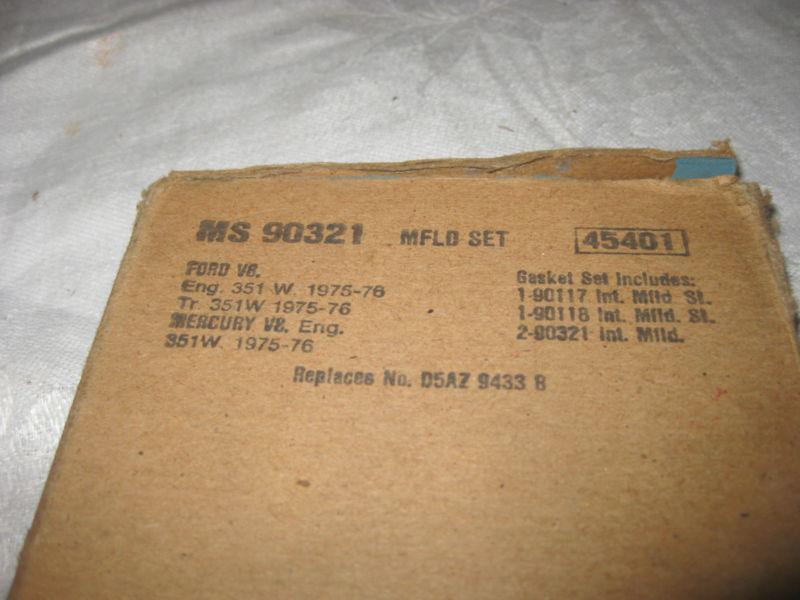 MS 90321 MFLD SET 45401
FORD V8.
Eng. 351 W. 1975-76
Tr. 351W 1975-76
MERCURY V8. Eng.
351W. 1975-76
Gasket Set Includes:
1-90117 Int. Mfld. St.
1-90118 Int. Mfld. St.
2-90321 Int. Mfld.
Replaces No. D5AZ 9433 B